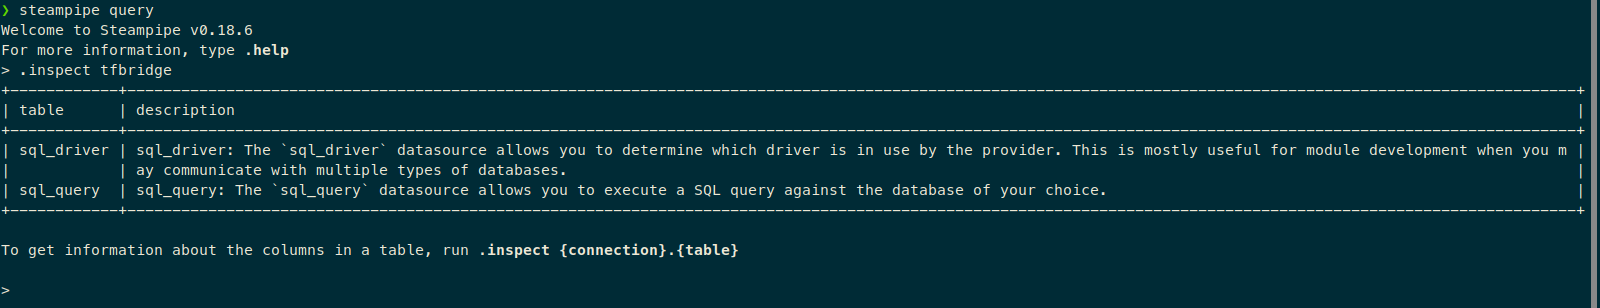 ❯ steampipe query
Welcome to Steampipe v0.18.6
For more information, type .help
> .inspect tfbridge
+------------+------------------------------------------------------------------------------------------------------------------------------------------------------------------+
| table      | description                                                                                                                                                      |
+------------+------------------------------------------------------------------------------------------------------------------------------------------------------------------+
| sql_driver | sql_driver: The `sql_driver` datasource allows you to determine which driver is in use by the provider. This is mostly useful for module development when you m |
|            | ay communicate with multiple types of databases.                                                                                                                 |
| sql_query  | sql_query: The `sql_query` datasource allows you to execute a SQL query against the database of your choice.                                                     |
+------------+------------------------------------------------------------------------------------------------------------------------------------------------------------------+
To get information about the columns in a table, run .inspect {connection}.{table}
>